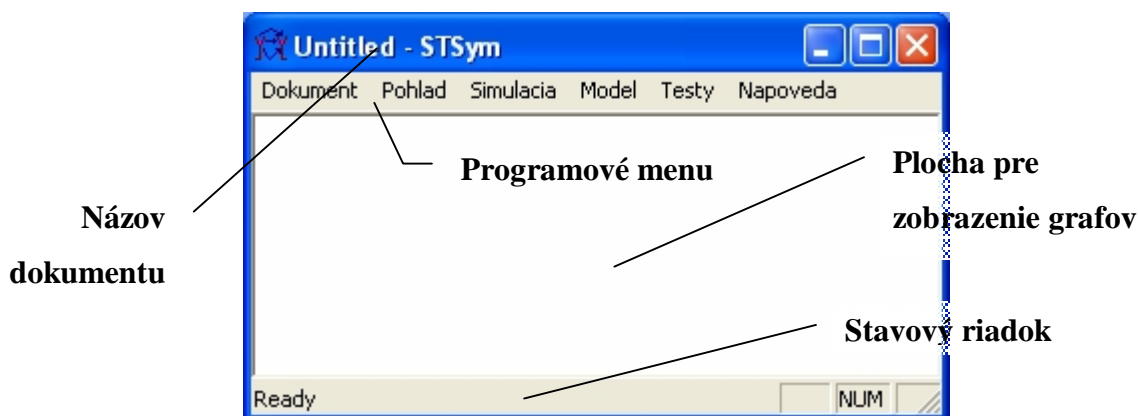 Untitled - STSym
Dokument Pohlad Simulacia Model Testy Napoveda
Programové menu
Plocha pre
zobrazenie grafov
Názov
dokumentu
Stavový riadok
Ready NUM